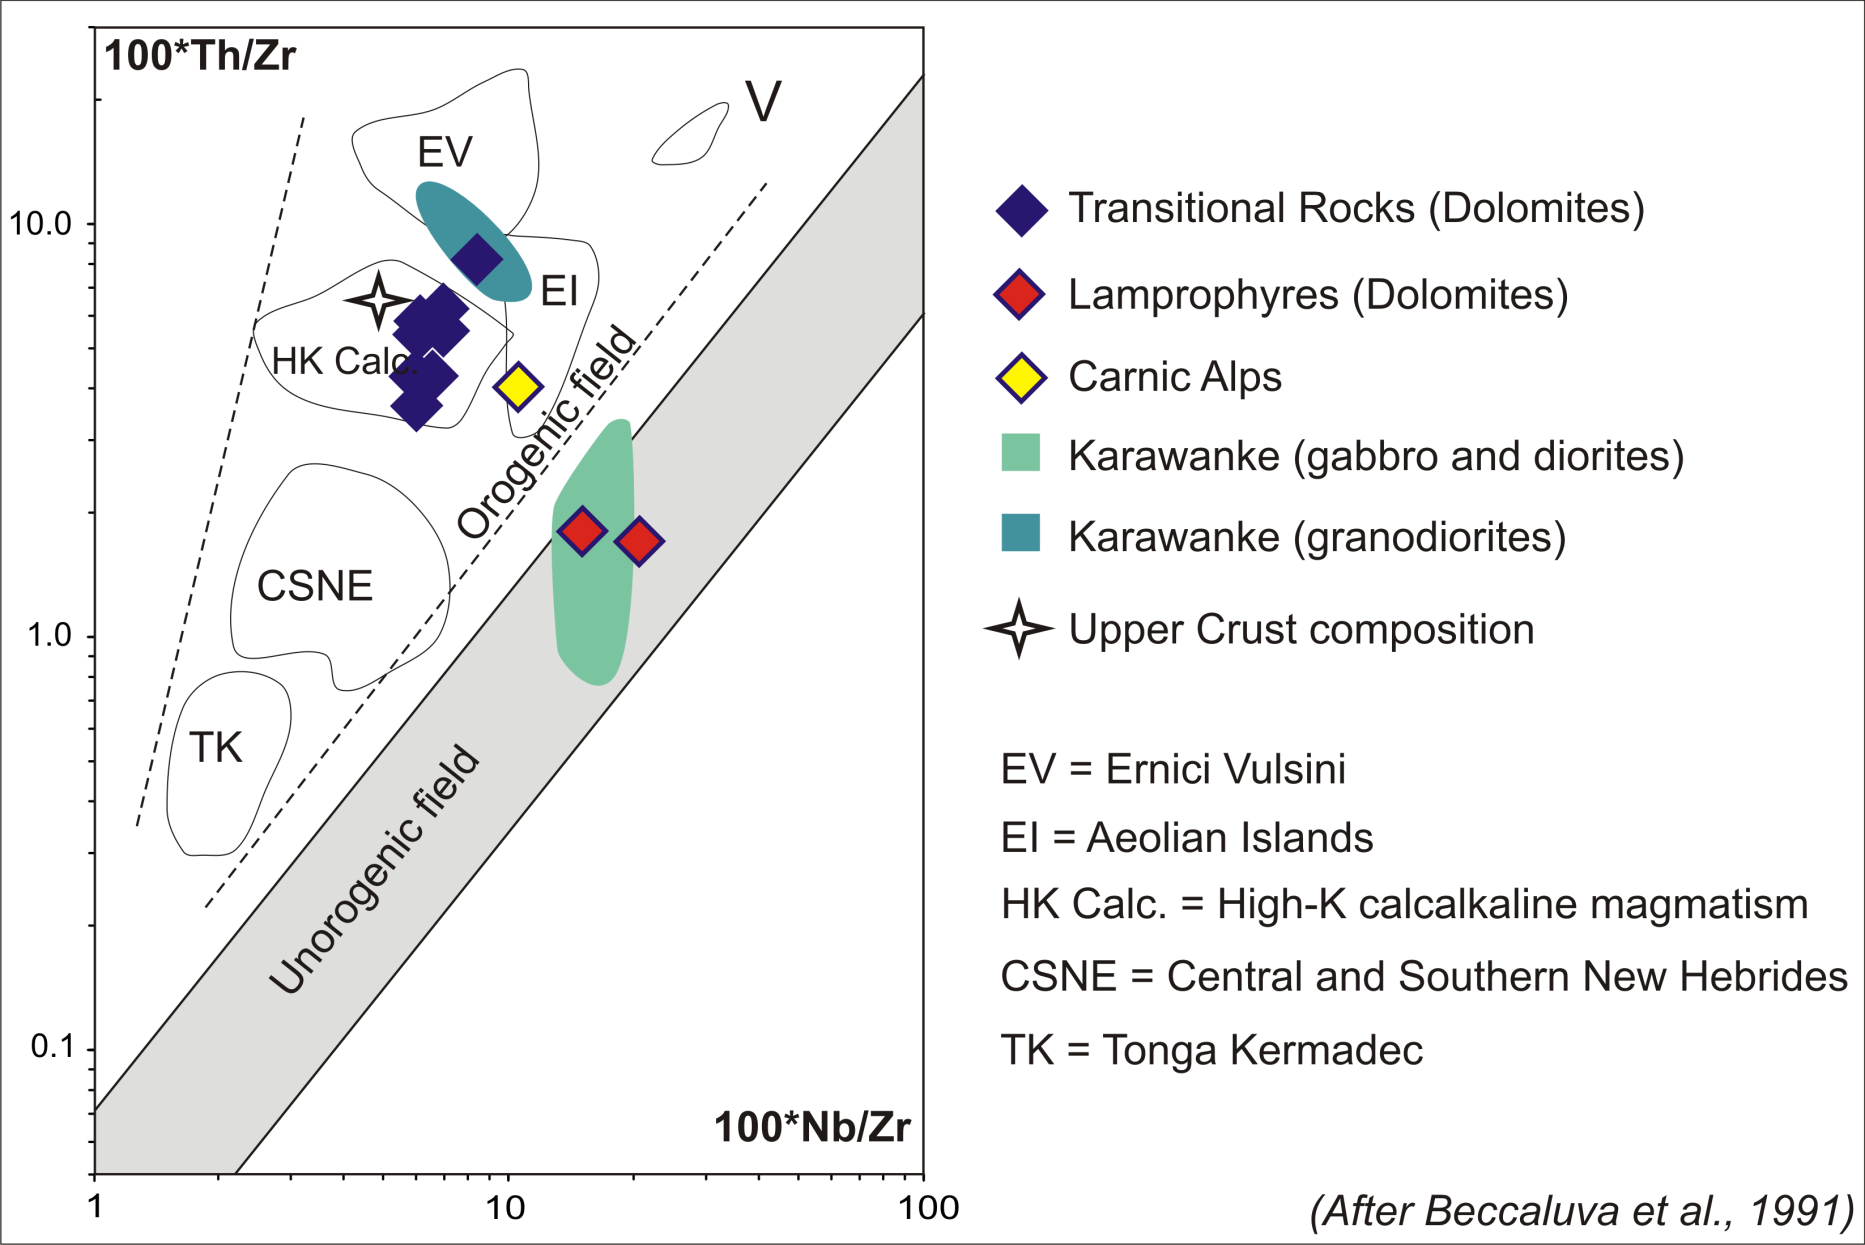 100*Th/Zr
V
EV
10.0
EI
HK Calc.
Orogenic field
CSNE
1.0
TK
Unorogenic field
0.1
100*Nb/Zr
1
10
100
Transitional Rocks (Dolomites)
Lamprophyres (Dolomites)
Carnic Alps
Karawanke (gabbro and diorites)
Karawanke (granodiorites)
Upper Crust composition
EV = Ernici Vulsini
EI = Aeolian Islands
HK Calc. = High-K calcalkaline magmatism
CSNE = Central and Southern New Hebrides
TK = Tonga Kermadec
(After Beccaluva et al., 1991)